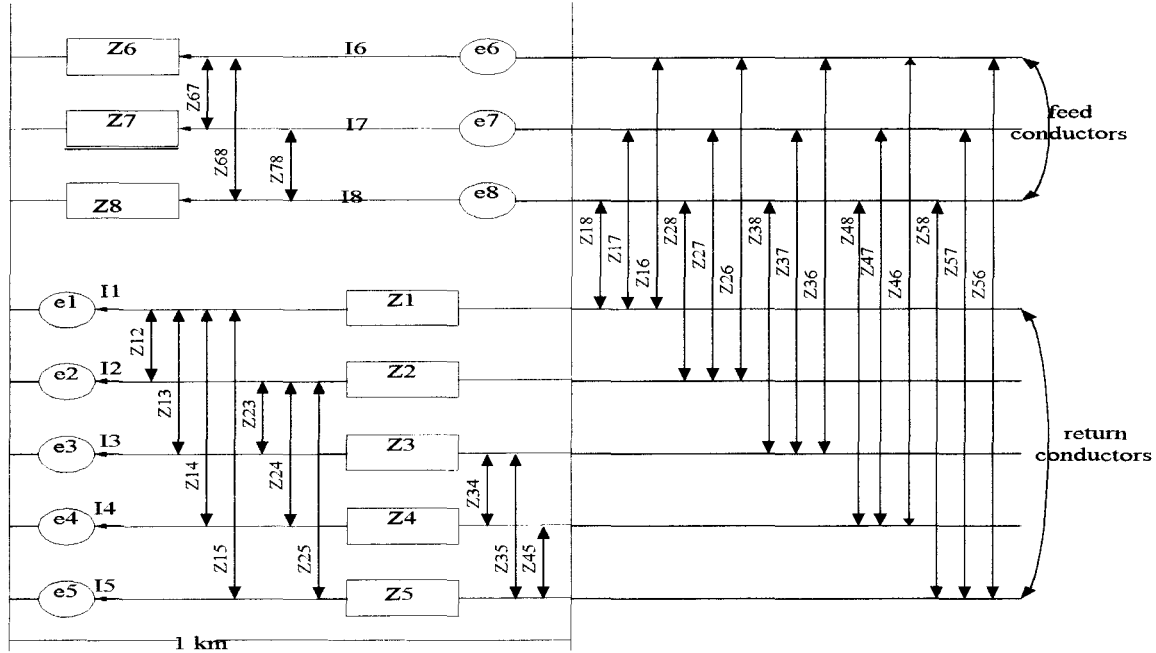 Z6 I6 e6
Z67
Z7 I7 e7
feed
conductors
Z68
Z78
Z8 I8 e8
Z18
Z17
Z16
Z28
Z27
Z26
Z38
Z37
Z36
Z48
Z47
Z46
Z58
Z57
Z56
e1 I1 Z1
Z12
Z13
e2 I2 Z2
Z23
Z14
Z24
e3 I3 Z3
return
conductors
Z34
e4 I4 Z4
Z15
Z25
Z35
Z45
e5 I5 Z5
1 km